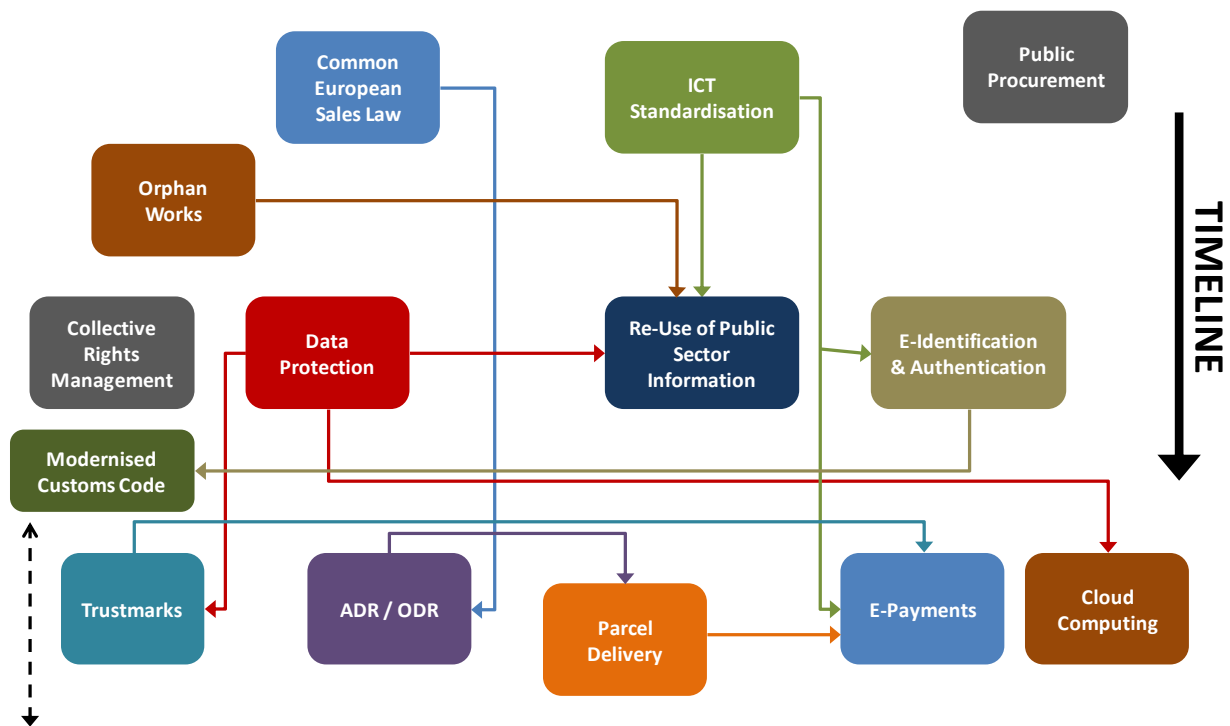 Common
European
Sales Law
ICT
Standardisation
Public
Procurement
Orphan
Works
TIMELINE
Collective
Rights
Management
Data
Protection
Re-Use of Public
Sector
Information
E-Identification
& Authentication
Modernised
Customs Code
Trustmarks
ADR / ODR
Parcel
Delivery
E-Payments
Cloud
Computing